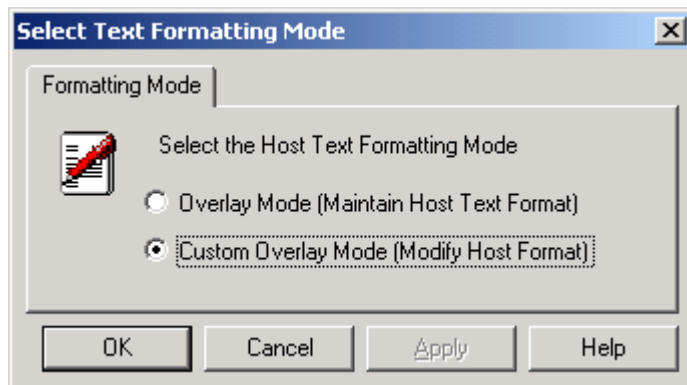 Select Text Formatting Mode
Formatting Mode
Select the Host Text Formatting Mode
Overlay Mode (Maintain Host Text Format)
Custom Overlay Mode (Modify Host Format)
OK Cancel Apply Help